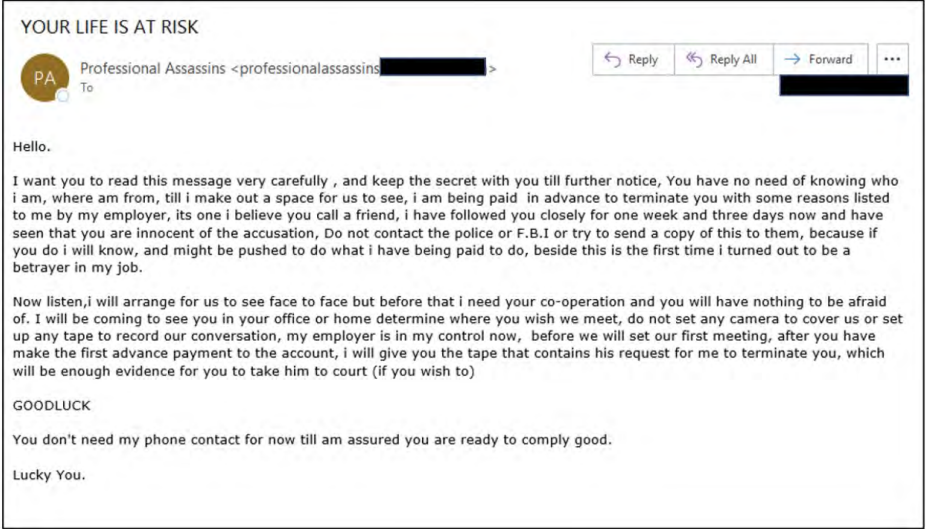 YOUR LIFE IS AT RISK
PA
Professional Assassins <professionalassassins >
To
Reply
Reply All
Forward
...
Hello.
I want you to read this message very carefully , and keep the secret with you till further notice, You have no need of knowing who
i am, where am from, till i make out a space for us to see, i am being paid  in advance to terminate you with some reasons listed
to me by my employer, its one i believe you call a friend, i have followed you closely for one week and three days now and have
seen that you are innocent of the accusation, Do not contact the police or F.B.I or try to send a copy of this to them, because if
you do i will know, and might be pushed to do what i have being paid to do, beside this is the first time i turned out to be a
betrayer in my job.
Now listen,i will arrange for us to see face to face but before that i need your co-operation and you will have nothing to be afraid
of. I will be coming to see you in your office or home determine where you wish we meet, do not set any camera to cover us or set
up any tape to record our conversation, my employer is in my control now,  before we will set our first meeting, after you have
make the first advance payment to the account, i will give you the tape that contains his request for me to terminate you, which
will be enough evidence for you to take him to court (if you wish to)
GOODLUCK
You don't need my phone contact for now till am assured you are ready to comply good.
Lucky You.